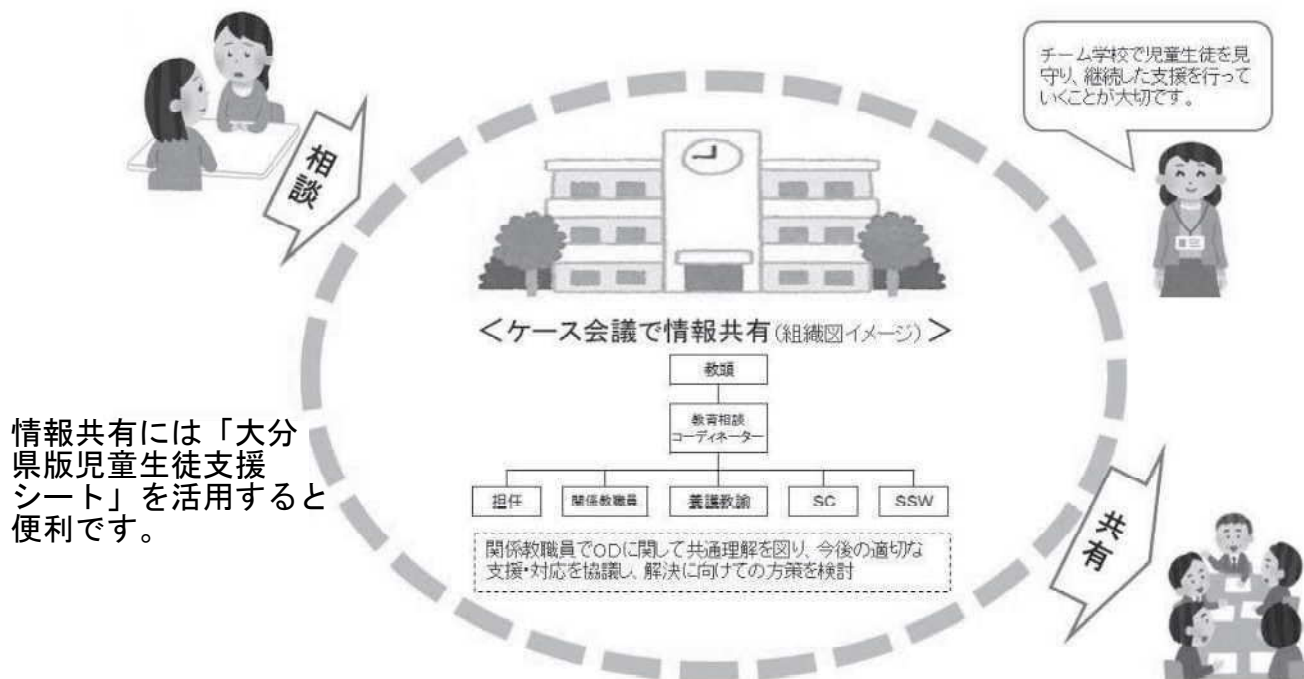 チーム学校で児童生徒を見
守り、継続した支援を行って
いくことが大切です。
相談
＜ケース会議で情報共有(組織図イメージ)＞
教頭
教育相談
コーディネーター
担任
関係教職員
養護教諭
SC
SSW
関係教職員でODに関して共通理解を図り、今後の適切な
支援・対応を協議し、解決に向けての方策を検討
情報共有には「大分
県版児童生徒支援
シート」を活用すると
便利です。
共有